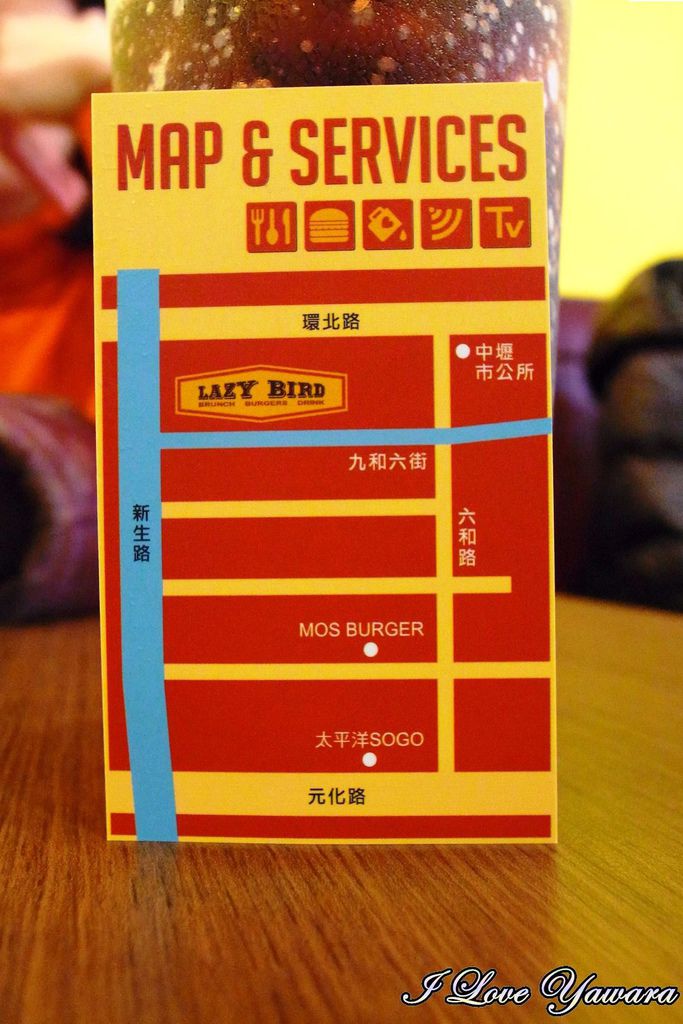 MAP & SERVICES
TV
環北路
中壢
市公所
LAZY BIRD
BRUNCH BURGERS DRINK
九和六街
新生路
六和路
MOS BURGER
太平洋SOGO
元化路
I Love Yawara